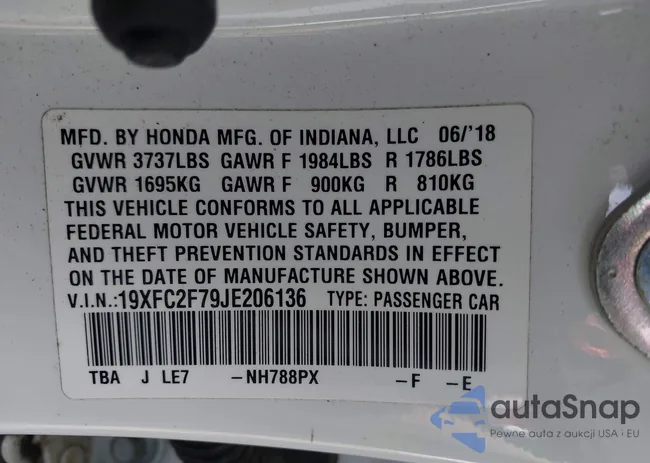 MFD. BY HONDA MFG. OF INDIANA, LLC 06/'18
GVWR 3737LBS GAWR F 1984LBS R 1786LBS
GVWR 1695KG GAWR F 900KG R 810KG
THIS VEHICLE CONFORMS TO ALL APPLICABLE
FEDERAL MOTOR VEHICLE SAFETY, BUMPER,
AND THEFT PREVENTION STANDARDS IN EFFECT
ON THE DATE OF MANUFACTURE SHOWN ABOVE.
V.I.N.:19XFC2F79JE206136 TYPE: PASSENGER CAR
TBA J LE7 –NH788PX –F –E
autaSnap
Pewne auta z aukcji USA i EU